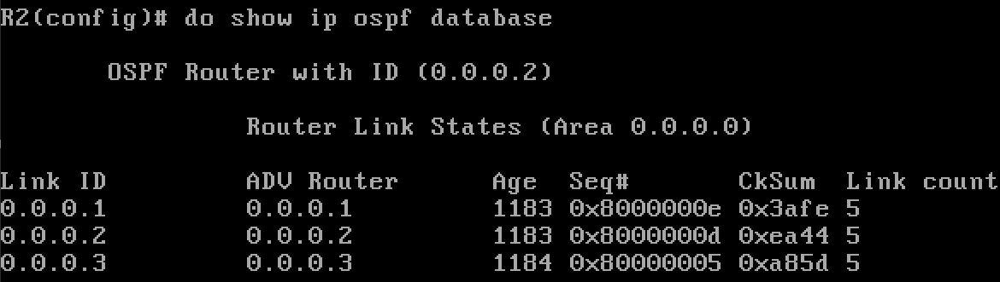 R2(config)# do show ip ospf database
OSPF Router with ID (0.0.0.2)
Router Link States (Area 0.0.0.0)
Link ID ADV Router Age Seq# CkSum Link count
0.0.0.1 0.0.0.1 1183 0x8000000e 0x3afe 5
0.0.0.2 0.0.0.2 1183 0x8000000d 0xea44 5
0.0.0.3 0.0.0.3 1184 0x80000005 0xa85d 5